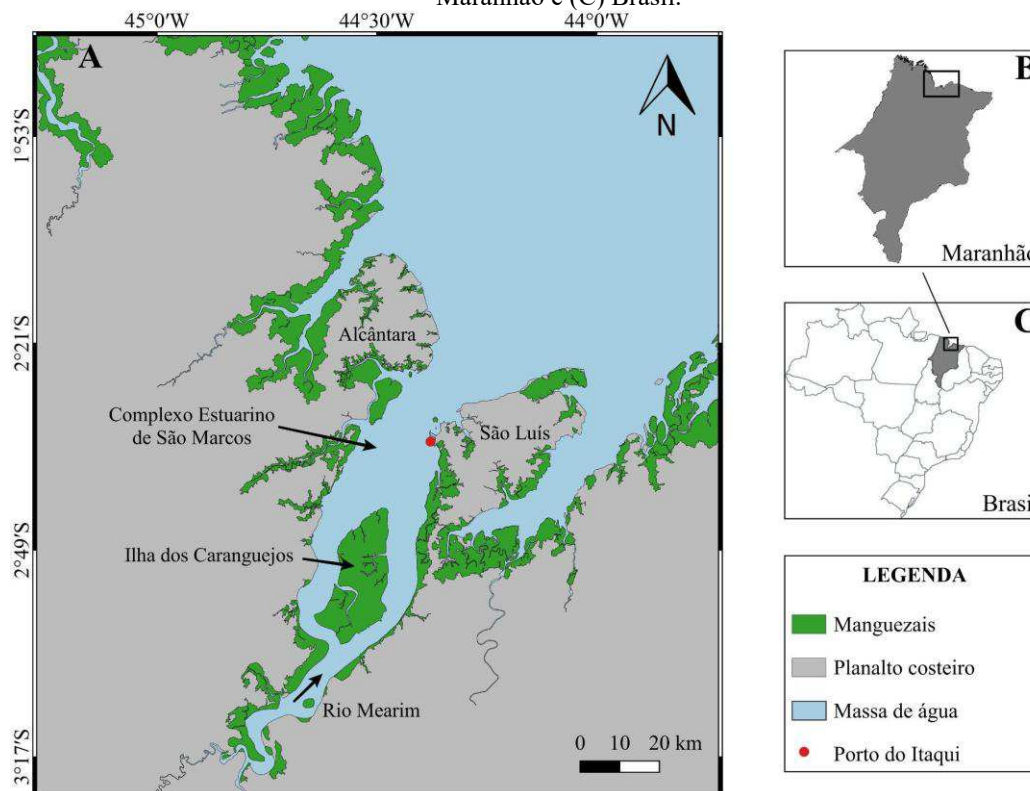 Maranhão e (C) Brasil.
45°0'W 44°30'W 44°0'W
A
N
1°53'S
2°21'S
2°49'S
3°17'S
Alcântara
Complexo Estuarino
de São Marcos
São Luís
Ilha dos Caranguejos
Rio Mearim
0 10 20 km
B
Maranhão
C
Brasil
LEGENDA
Manguezais
Planalto costeiro
Massa de água
Porto do Itaqui